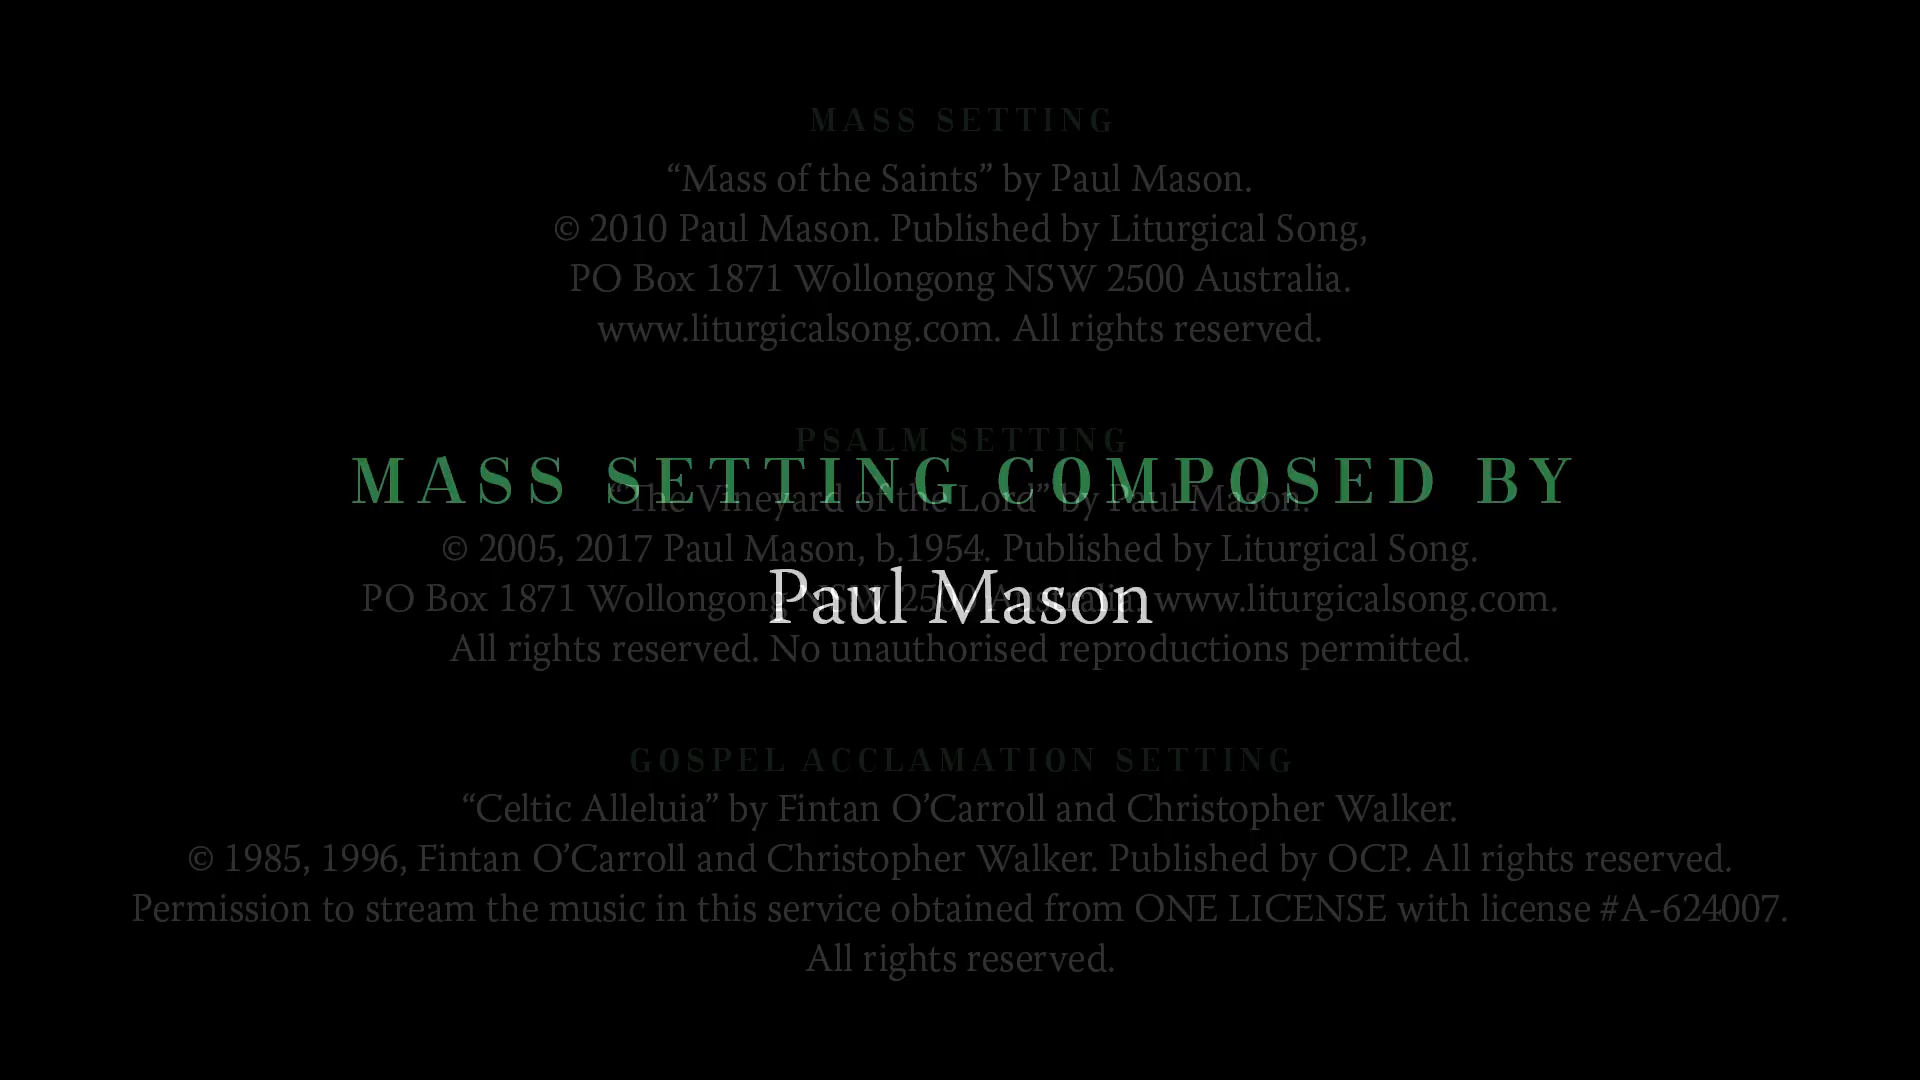 MASS SETTING
“Mass of the Saints” by Paul Mason.
© 2010 Paul Mason. Published by Liturgical Song,
PO Box 1871 Wollongong NSW 2500 Australia.
www.liturgicalsong.com. All rights reserved.
PSALM SETTING
MASS SETTING COMPOSED BY
“The Vineyard of the Lord” by Paul Mason.
© 2005, 2017 Paul Mason, b.1954. Published by Liturgical Song.
Paul Mason
PO Box 1871 Wollongong NSW 2500 Australia. www.liturgicalsong.com.
All rights reserved. No unauthorised reproductions permitted.
GOSPEL ACCLAMATION SETTING
“Celtic Alleluia” by Fintan O’Carroll and Christopher Walker.
© 1985, 1996, Fintan O’Carroll and Christopher Walker. Published by OCP. All rights reserved.
Permission to stream the music in this service obtained from ONE LICENSE with license #A-624007.
All rights reserved.